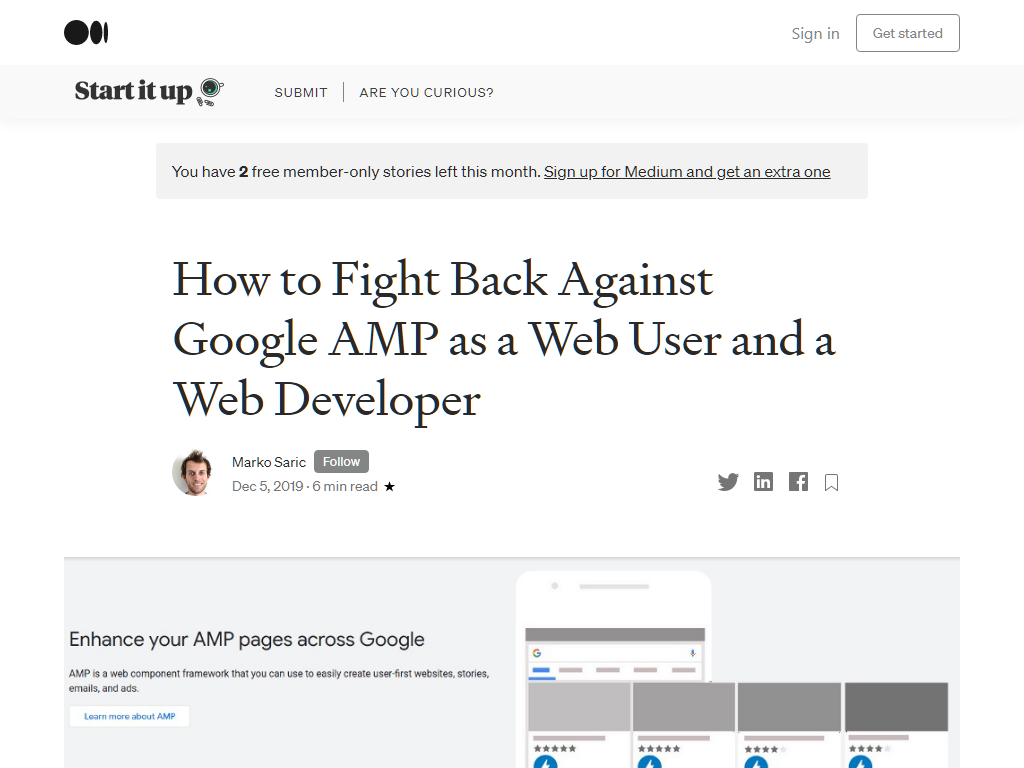 Sign in
Get started
Start it up
SUBMIT
ARE YOU CURIOUS?
You have 2 free member-only stories left this month. Sign up for Medium and get an extra one
How to Fight Back Against
Google AMP as a Web User and a
Web Developer
Marko Saric
Follow
Dec 5, 2019 · 6 min read ★
Enhance your AMP pages across Google
AMP is a web component framework that you can use to easily create user-first websites, stories,
emails, and ads.
Learn more about AMP